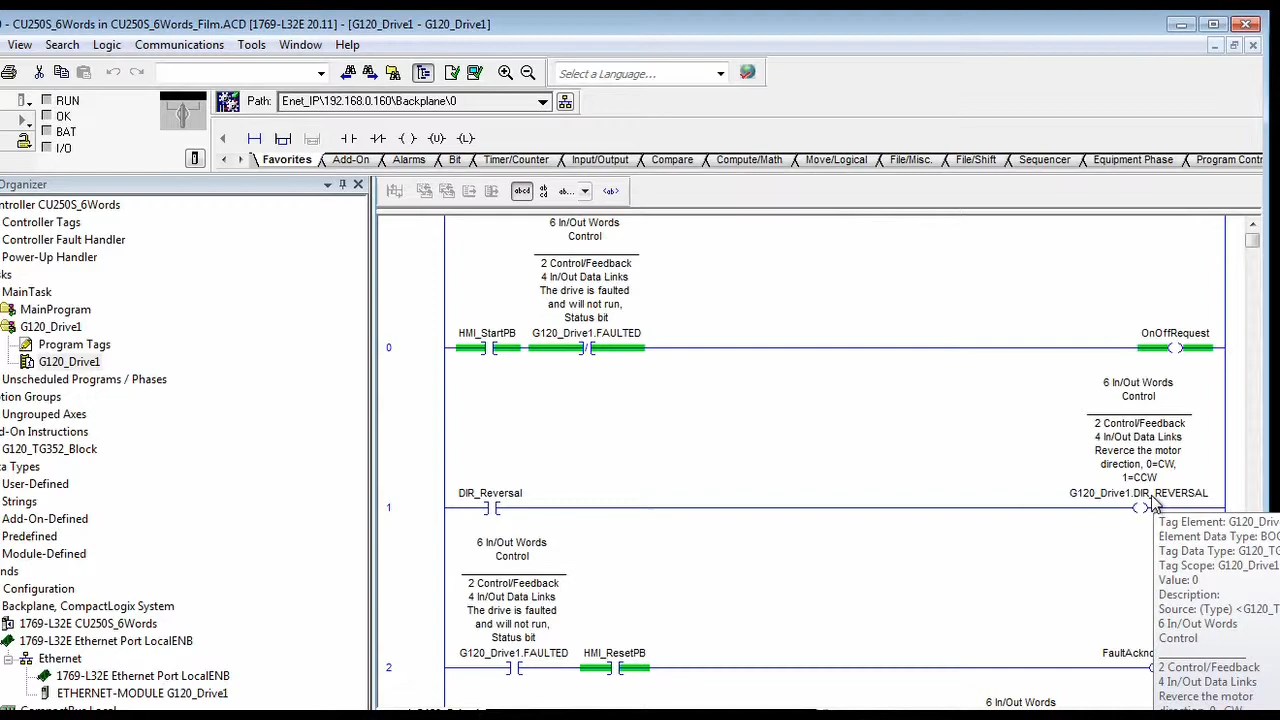 - CU250S_6Words in CU250S_6Words_Film.ACD [1769-L32E 20.11] - [G120_Drive1 - G120_Drive1]
View Search Logic Communications Tools Window Help
Select a Language...
RUN
OK
BAT
I/O
Path: Enet_IP\192.168.0.160\Backplane\0
Favorites Add-On Alarms Bit Timer/Counter Input/Output Compare Compute/Math Move/Logical File/Misc. File/Shift Sequencer Equipment Phase Program Contr
Organizer
ntroller CU250S_6Words
Controller Tags
Controller Fault Handler
Power-Up Handler
sks
MainTask
MainProgram
G120_Drive1
Program Tags
G120_Drive1
Unscheduled Programs / Phases
otion Groups
Ungrouped Axes
d-On Instructions
G120_TG352_Block
ta Types
User-Defined
Strings
Add-On-Defined
Predefined
Module-Defined
nds
Configuration
Backplane, CompactLogix System
1769-L32E CU250S_6Words
1769-L32E Ethernet Port LocalENB
Ethernet
1769-L32E Ethernet Port LocalENB
ETHERNET-MODULE G120_Drive1
CompactBus Local
abcd
ab...
6 In/Out Words
Control
2 Control/Feedback
4 In/Out Data Links
The drive is faulted
and will not run,
Status bit
HMI_StartPB G120_Drive1.FAULTED OnOffRequest
0
6 In/Out Words
Control
2 Control/Feedback
4 In/Out Data Links
Reverce the motor
direction, 0=CW,
1=CCW
DIR_Reversal G120_Drive1.DIR_REVERSAL
1
6 In/Out Words
Control
2 Control/Feedback
4 In/Out Data Links
The drive is faulted
and will not run,
Status bit
G120_Drive1.FAULTED HMI_ResetPB FaultAckno
2
6 In/Out Words
Tag Element: G120_Driv
Element Data Type: BOO
Tag Data Type: G120_TG
Tag Scope: G120_Drive1
Value: 0
Description:
Source: (Type) <G120_T
6 In/Out Words
Control
2 Control/Feedback
4 In/Out Data Links
Reverce the motor
direction, 0=CW,